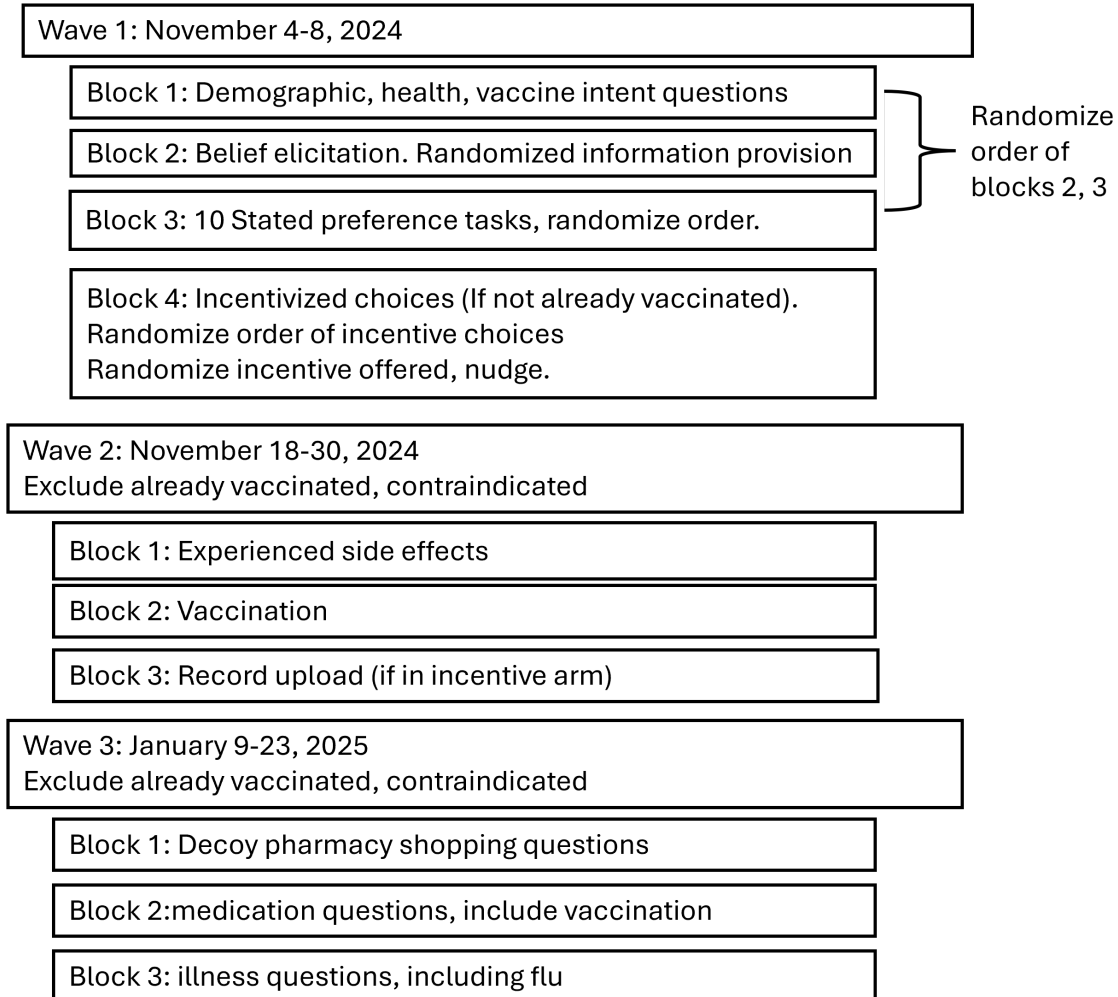 Wave 1: November 4-8, 2024
Block 1: Demographic, health, vaccine intent questions
Block 2: Belief elicitation. Randomized information provision
Block 3: 10 Stated preference tasks, randomize order.
Randomize
order of
blocks 2, 3
Block 4: Incentivized choices (If not already vaccinated).
Randomize order of incentive choices
Randomize incentive offered, nudge.
Wave 2: November 18-30, 2024
Exclude already vaccinated, contraindicated
Block 1: Experienced side effects
Block 2: Vaccination
Block 3: Record upload (if in incentive arm)
Wave 3: January 9-23, 2025
Exclude already vaccinated, contraindicated
Block 1: Decoy pharmacy shopping questions
Block 2:medication questions, include vaccination
Block 3: illness questions, including flu